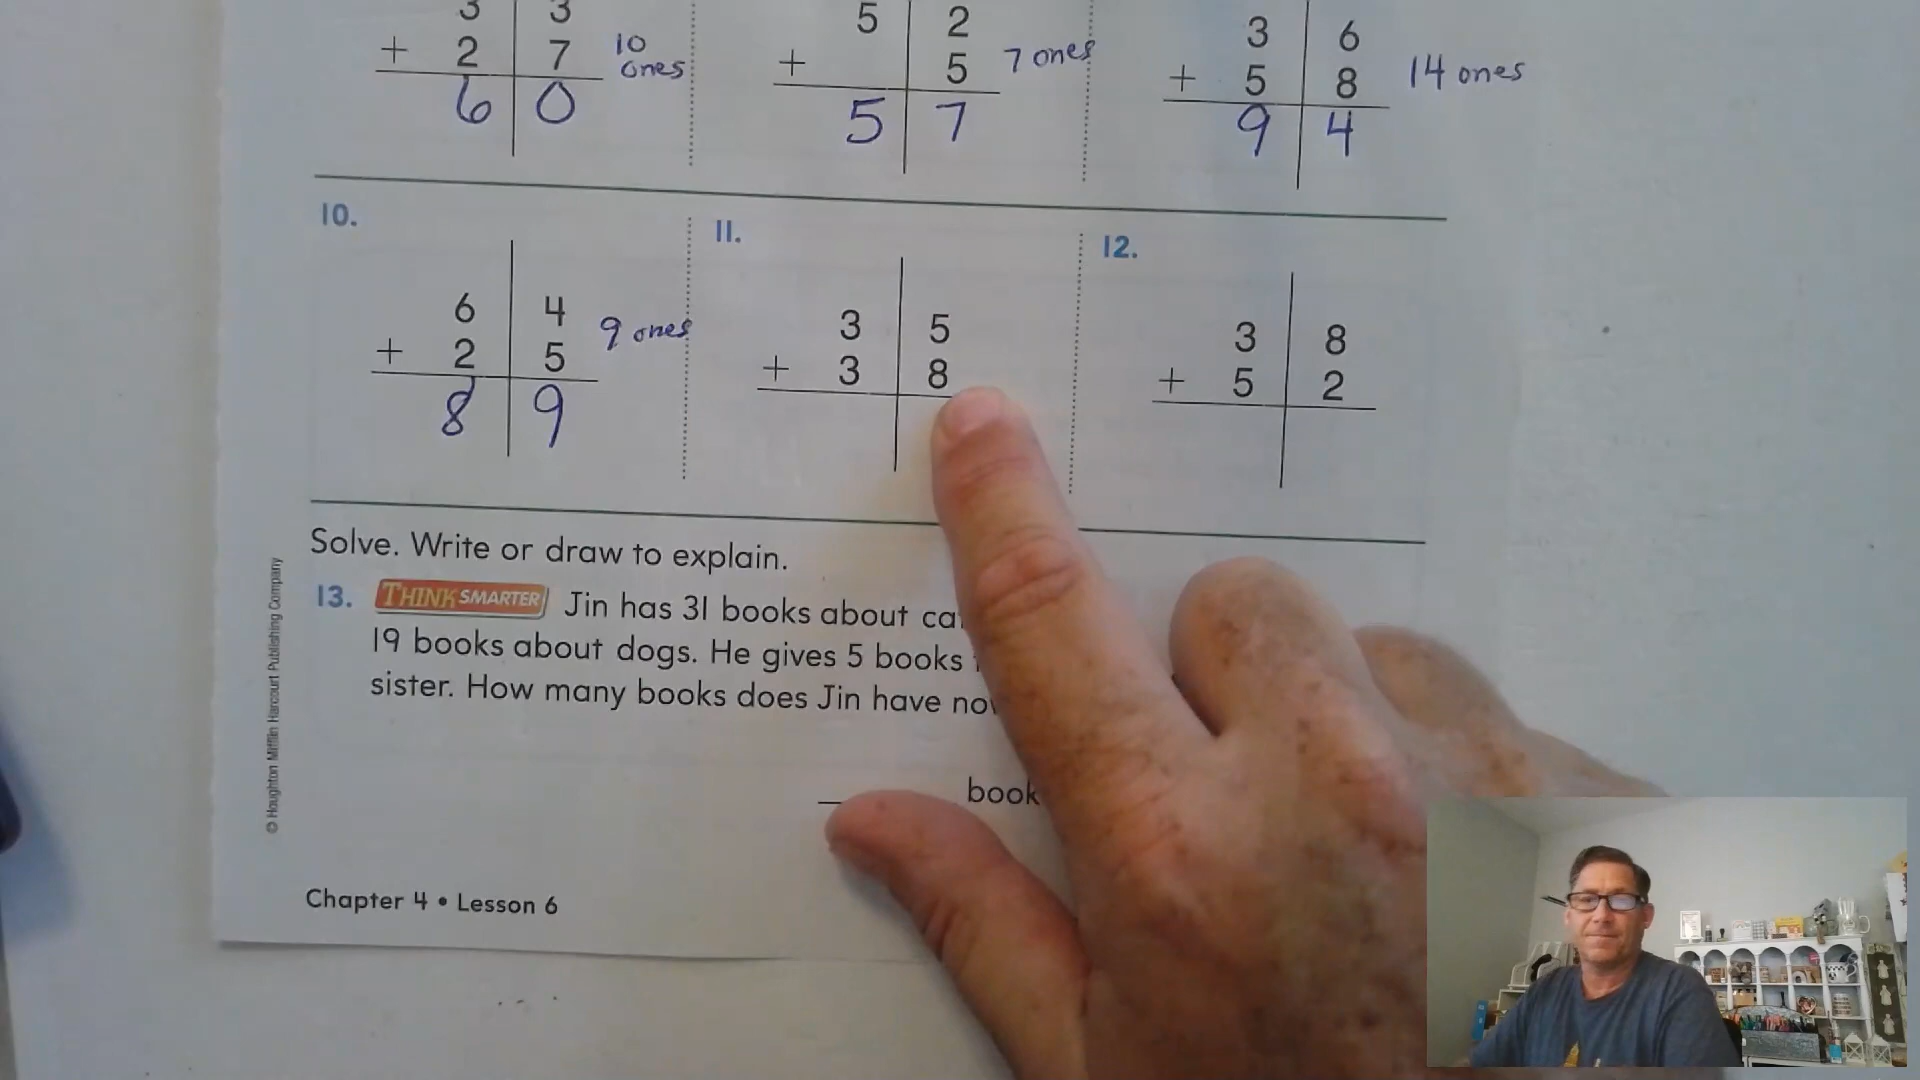 3 3
+ 2 7
6 0
10
ones
5 2
+ 5
5 7
7 ones
3 6
+ 5 8
9 4
14 ones
10.
6 4
+ 2 5
8 9
9 ones
11.
3 5
+ 3 8
12.
3 8
+ 5 2
Solve. Write or draw to explain.
13. THINK SMARTER Jin has 31 books about
19 books about dogs. He gives 5 books
sister. How many books does Jin have
book
© Houghton Mifflin Harcourt Publishing Company
Chapter 4 • Lesson 6